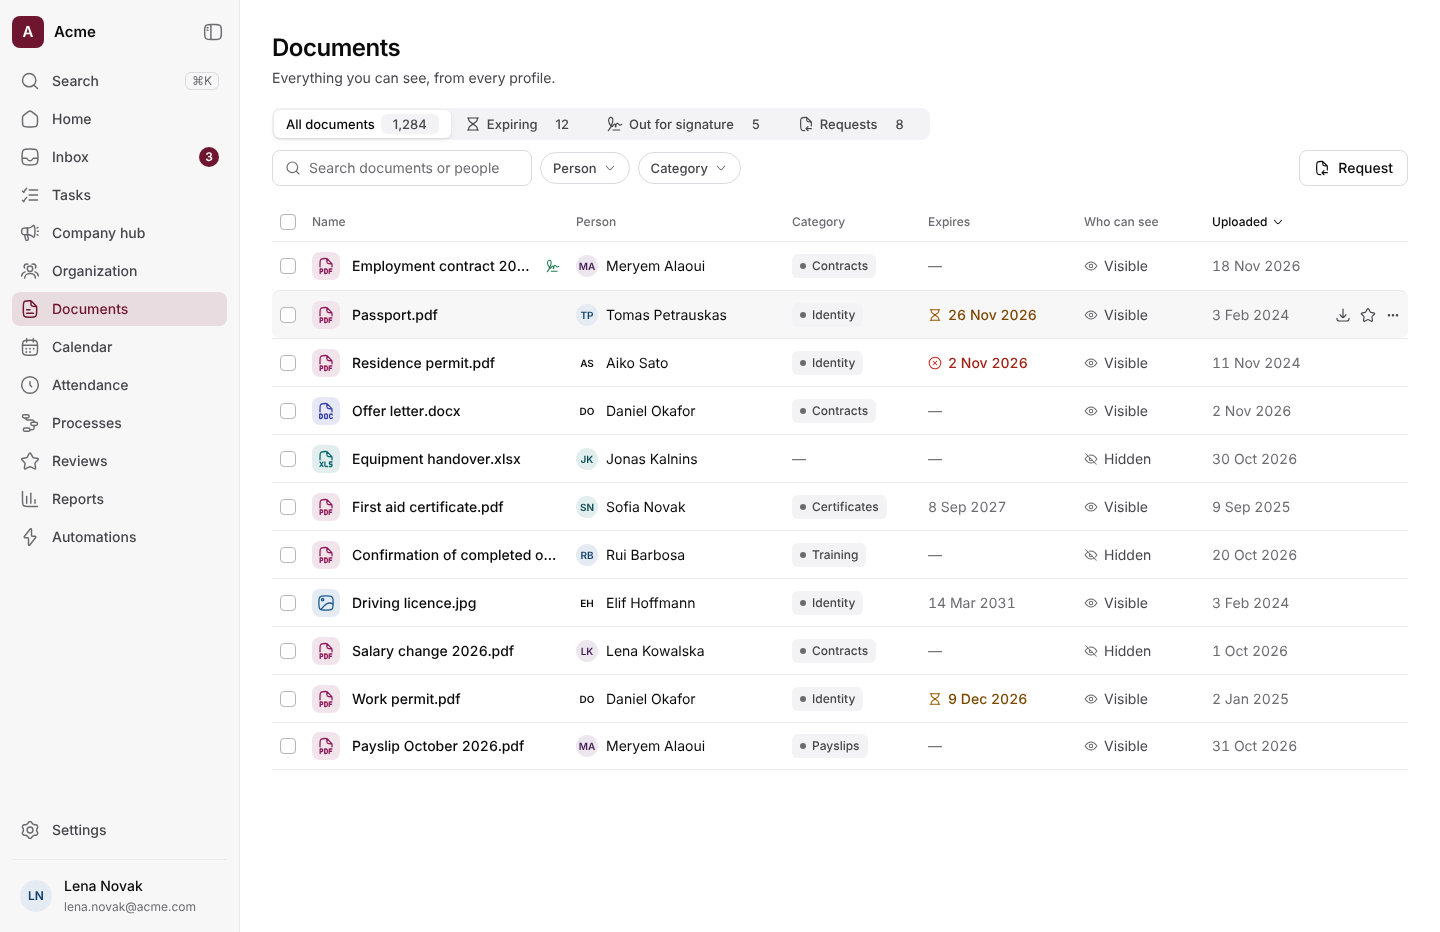 A Acme
Search ⌘K
Home
Inbox 3
Tasks
Company hub
Organization
Documents
Calendar
Attendance
Processes
Reviews
Reports
Automations
Settings
LN Lena Novak
lena.novak@acme.com
Documents
Everything you can see, from every profile.
All documents 1,284 Expiring 12 Out for signature 5 Requests 8
Search documents or people Person Category Request
Name Person Category Expires Who can see Uploaded
PDF Employment contract 20... MA Meryem Alaoui Contracts — Visible 18 Nov 2026
PDF Passport.pdf TP Tomas Petrauskas Identity 26 Nov 2026 Visible 3 Feb 2024
PDF Residence permit.pdf AS Aiko Sato Identity 2 Nov 2026 Visible 11 Nov 2024
DOC Offer letter.docx DO Daniel Okafor Contracts — Visible 2 Nov 2026
XLS Equipment handover.xlsx JK Jonas Kalnins — — Hidden 30 Oct 2026
PDF First aid certificate.pdf SN Sofia Novak Certificates 8 Sep 2027 Visible 9 Sep 2025
PDF Confirmation of completed o... RB Rui Barbosa Training — Hidden 20 Oct 2026
Driving licence.jpg EH Elif Hoffmann Identity 14 Mar 2031 Visible 3 Feb 2024
PDF Salary change 2026.pdf LK Lena Kowalska Contracts — Hidden 1 Oct 2026
PDF Work permit.pdf DO Daniel Okafor Identity 9 Dec 2026 Visible 2 Jan 2025
PDF Payslip October 2026.pdf MA Meryem Alaoui Payslips — Visible 31 Oct 2026